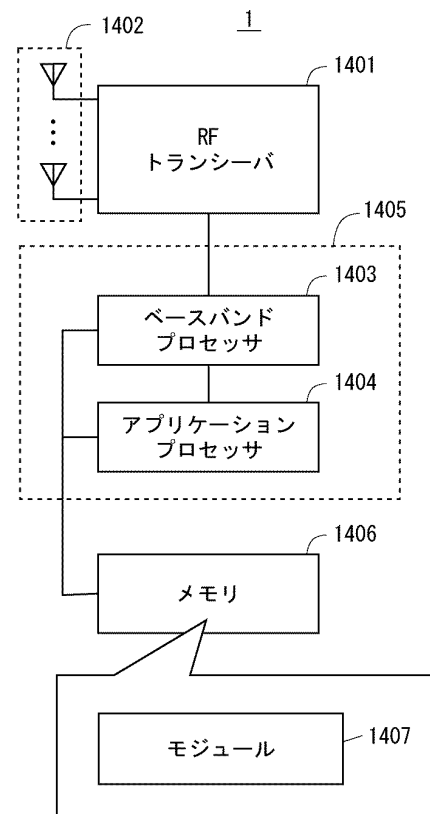 1402
1
1401
RF
トランシーバ
1405
1403
ベースバンド
プロセッサ
1404
アプリケーション
プロセッサ
1406
メモリ
モジュール
1407